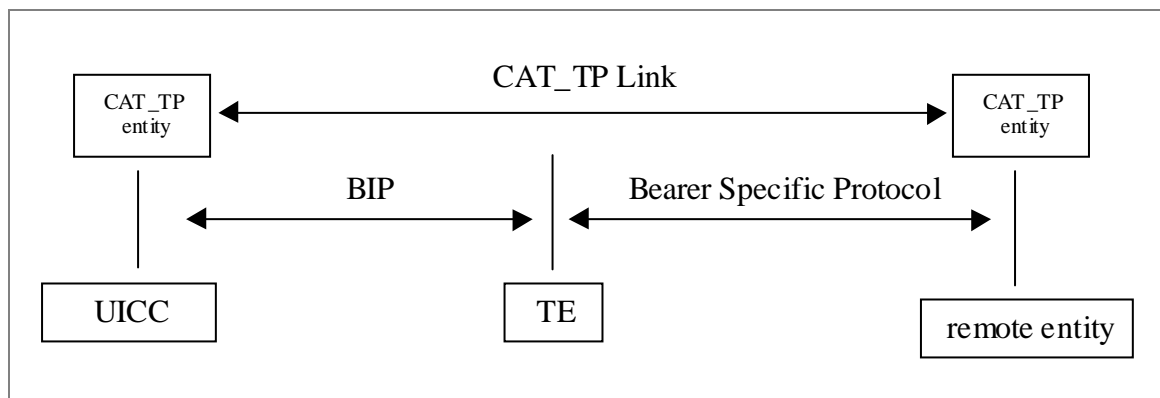 CAT_TP Link
CAT_TP
entity
CAT_TP
entity
BIP
Bearer Specific Protocol
UICC
TE
remote entity